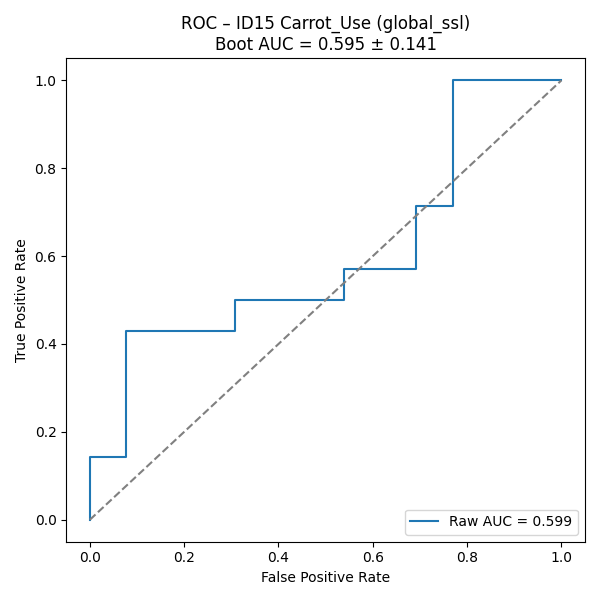 ROC – ID15 Carrot_Use (global_ssl)
Boot AUC = 0.595 ± 0.141
True Positive Rate
1.0
0.8
0.6
0.4
0.2
0.0
Raw AUC = 0.599
0.0 0.2 0.4 0.6 0.8 1.0
False Positive Rate